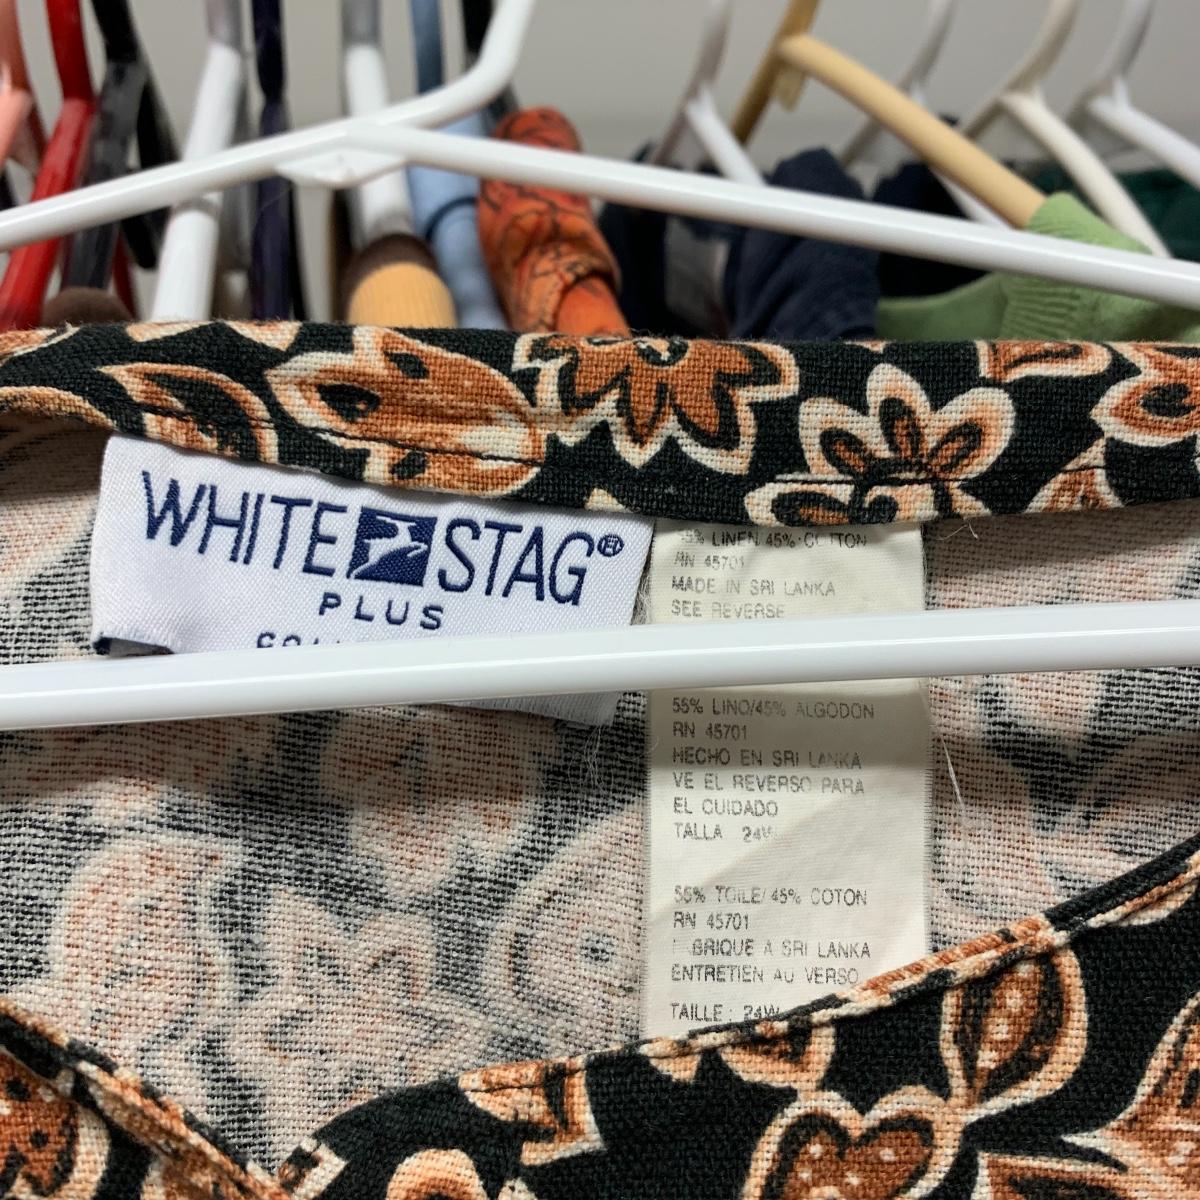 WHITE STAG®
PLUS
55% LINEN/45% COTTON
RN 45701
MADE IN SRI LANKA
SEE REVERSE
55% LINO/45% ALGODON
RN 45701
HECHO EN SRI LANKA
VE EL REVERSO PARA
EL CUIDADO
TALLA 24W
55% TOILE/45% COTON
RN 45701
BRIQUE A SRI LANKA
ENTRETIEN AU VERSO
TAILLE: 24W